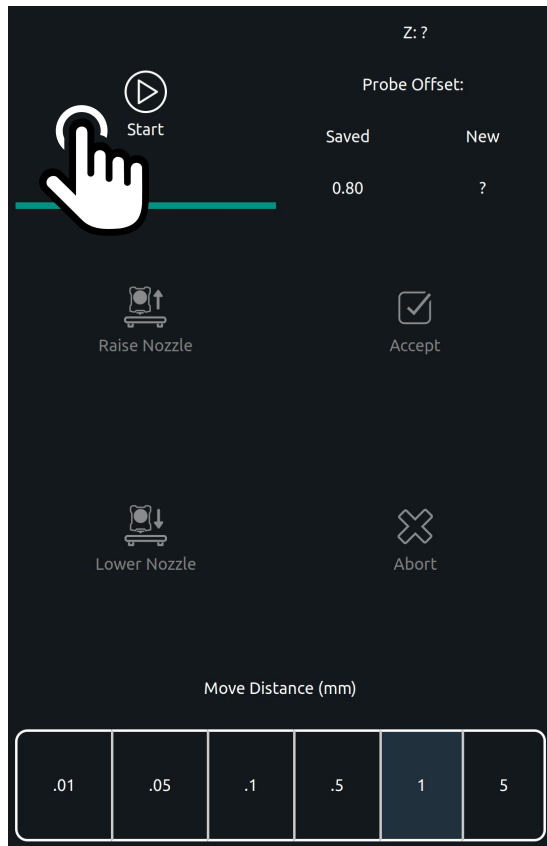 Z: ?
Probe Offset:
Start
Saved New
0.80 ?
Raise Nozzle
Accept
Lower Nozzle
Abort
Move Distance (mm)
.01 .05 .1 .5 1 5